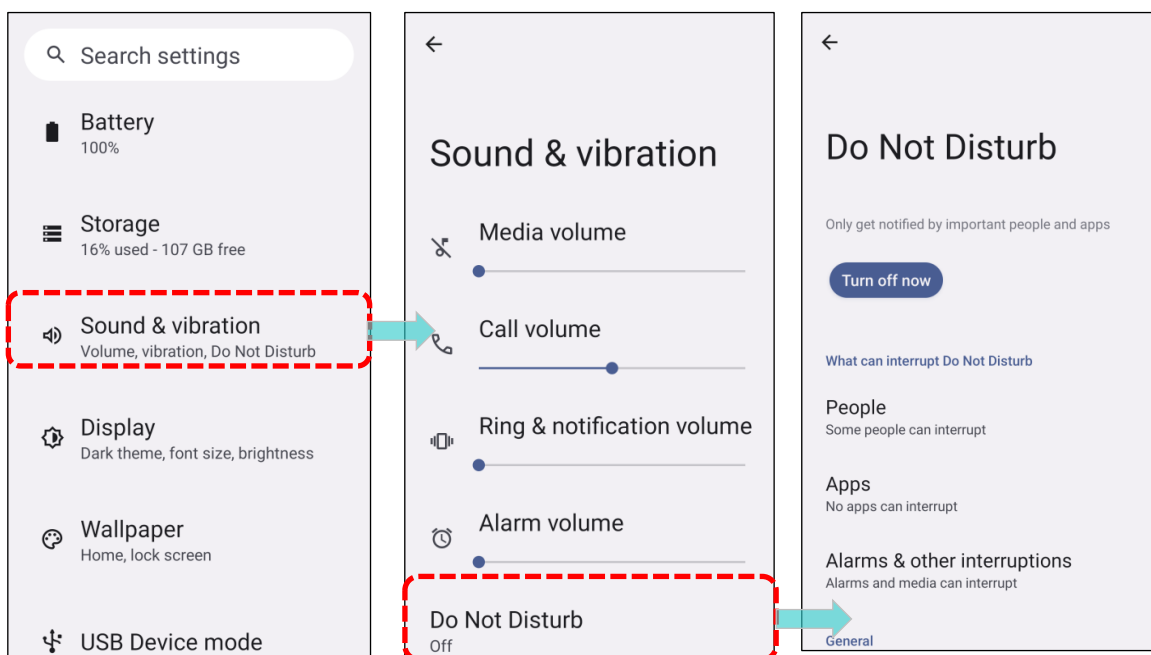 Search settings
Battery
100%
Storage
16% used - 107 GB free
Sound & vibration
Volume, vibration, Do Not Disturb
Display
Dark theme, font size, brightness
Wallpaper
Home, lock screen
USB Device mode
Sound & vibration
Media volume
Call volume
Ring & notification volume
Alarm volume
Do Not Disturb
Off
Do Not Disturb
Only get notified by important people and apps
Turn off now
What can interrupt Do Not Disturb
People
Some people can interrupt
Apps
No apps can interrupt
Alarms & other interruptions
Alarms and media can interrupt
General